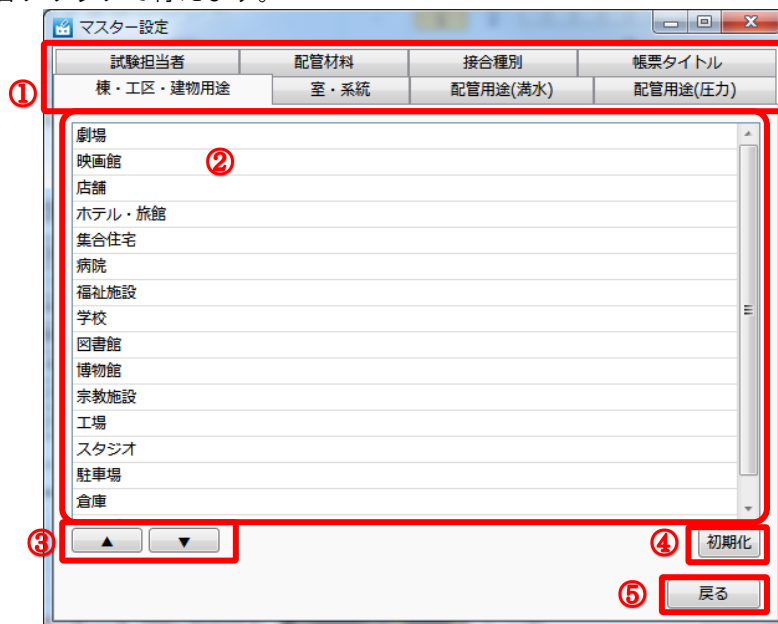 マスター設定
試験担当者 配管材料 接合種別 帳票タイトル
① 棟・工区・建物用途 室・系統 配管用途(満水) 配管用途(圧力)
劇場
映画館 ②
店舗
ホテル・旅館
集合住宅
病院
福祉施設
学校
図書館
博物館
宗教施設
工場
スタジオ
駐車場
倉庫
③ ▲ ▼ ④ 初期化
⑤ 戻る